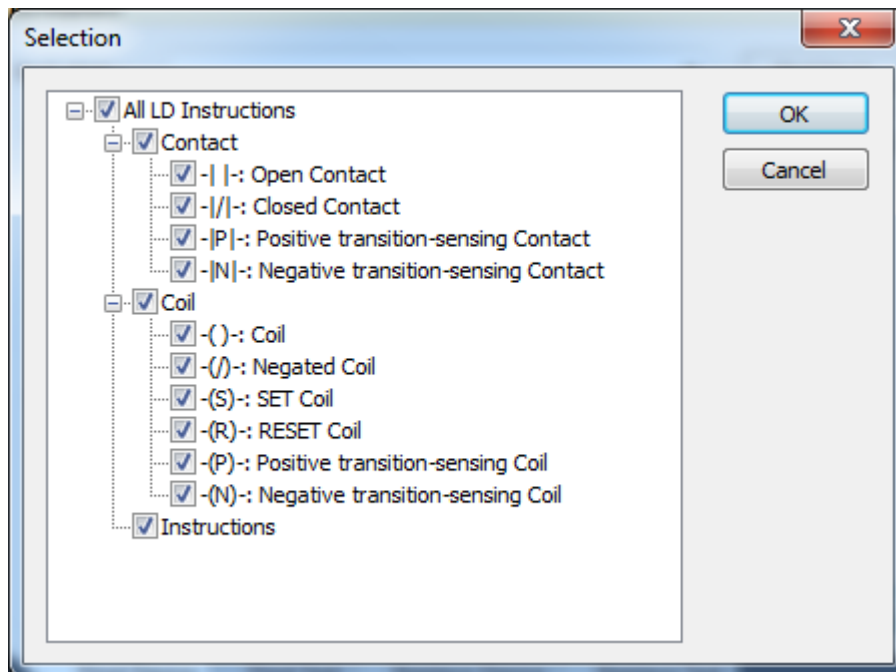 Selection
All LD Instructions
Contact
-| |-: Open Contact
-|/|-: Closed Contact
-|P|-: Positive transition-sensing Contact
-|N|-: Negative transition-sensing Contact
Coil
-( )-: Coil
-(/)-: Negated Coil
-(S)-: SET Coil
-(R)-: RESET Coil
-(P)-: Positive transition-sensing Coil
-(N)-: Negative transition-sensing Coil
Instructions
OK
Cancel